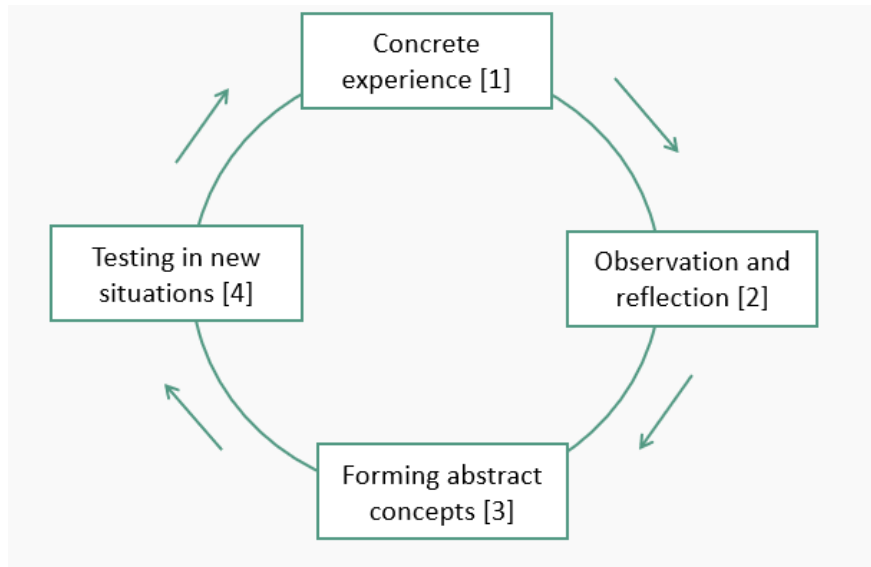 Concrete
experience [1]
Observation and
reflection [2]
Forming abstract
concepts [3]
Testing in new
situations [4]